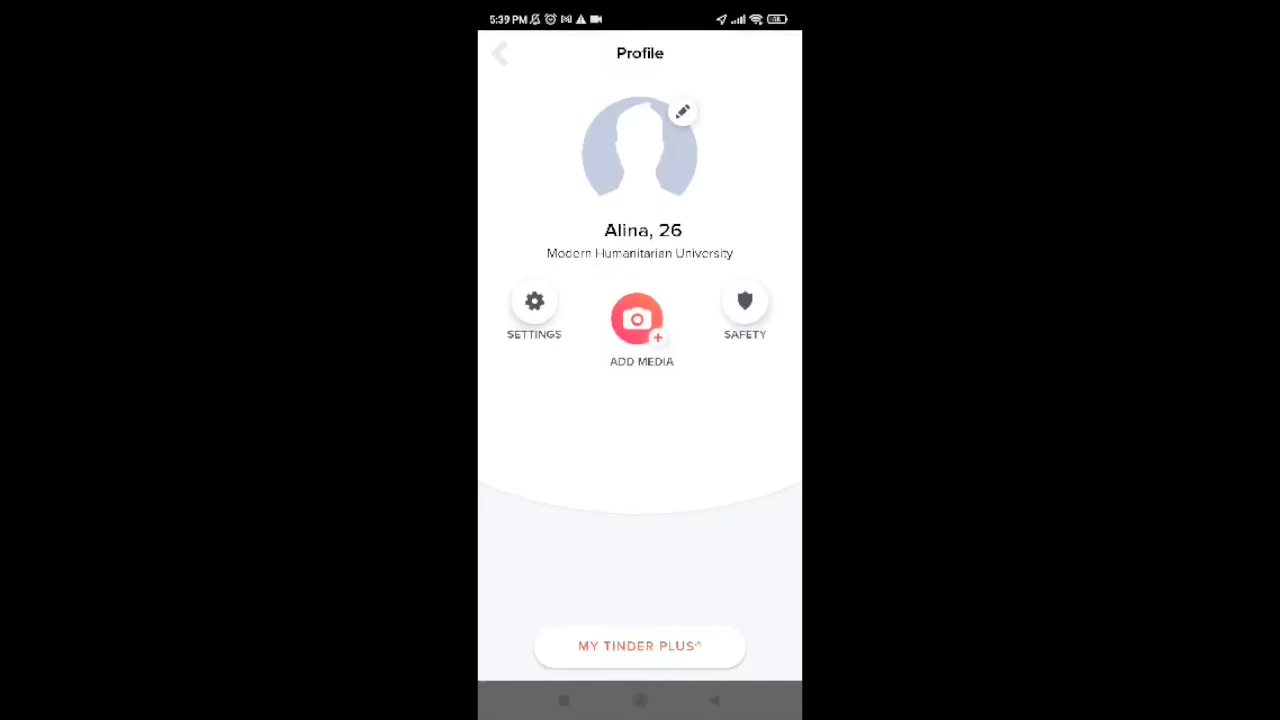 5:39 PM
Profile
Alina, 26
Modern Humanitarian University
SETTINGS
SAFETY
ADD MEDIA
MY TINDER PLUS